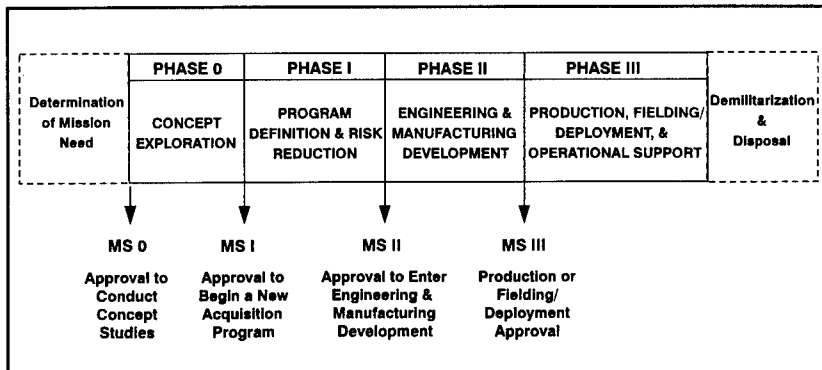 PHASE 0
PHASE I
PHASE II
PHASE III
Determination
of Mission
Need
CONCEPT
EXPLORATION
PROGRAM
DEFINITION & RISK
REDUCTION
ENGINEERING &
MANUFACTURING
DEVELOPMENT
PRODUCTION, FIELDING/
DEPLOYMENT, &
OPERATIONAL SUPPORT
Demilitarization
&
Disposal
MS 0
Approval to
Conduct
Concept
Studies
MS I
Approval to
Begin a New
Acquisition
Program
MS II
Approval to Enter
Engineering &
Manufacturing
Development
MS III
Production or
Fielding/
Deployment
Approval